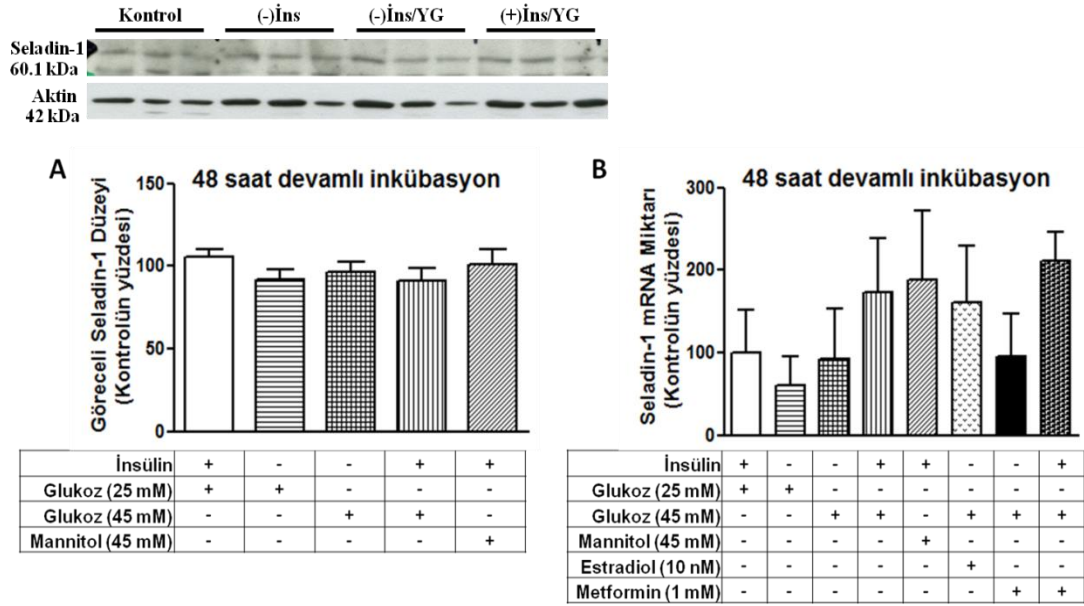 Kontrol (-)İns (-)İns/YG (+)İns/YG
Seladin-1
60.1 kDa
Aktin
42 kDa
A
48 saat devamlı inkübasyon
Göreceli Seladin-1 Düzeyi
(Kontrolün yüzdesi)
150
100
50
0
İnsülin + - - + +
Glukoz (25 mM) + + - - -
Glukoz (45 mM) - - + + -
Mannitol (45 mM) - - - - +
B
48 saat devamlı inkübasyon
Seladin-1 mRNA Miktarı
(Kontrolün yüzdesi)
300
200
100
0
İnsülin + - - + + - - +
Glukoz (25 mM) + + - - - - - -
Glukoz (45 mM) - - + + - + + +
Mannitol (45 mM) - - - - + - - -
Estradiol (10 nM) - - - - - + - -
Metformin (1 mM) - - - - - - + +